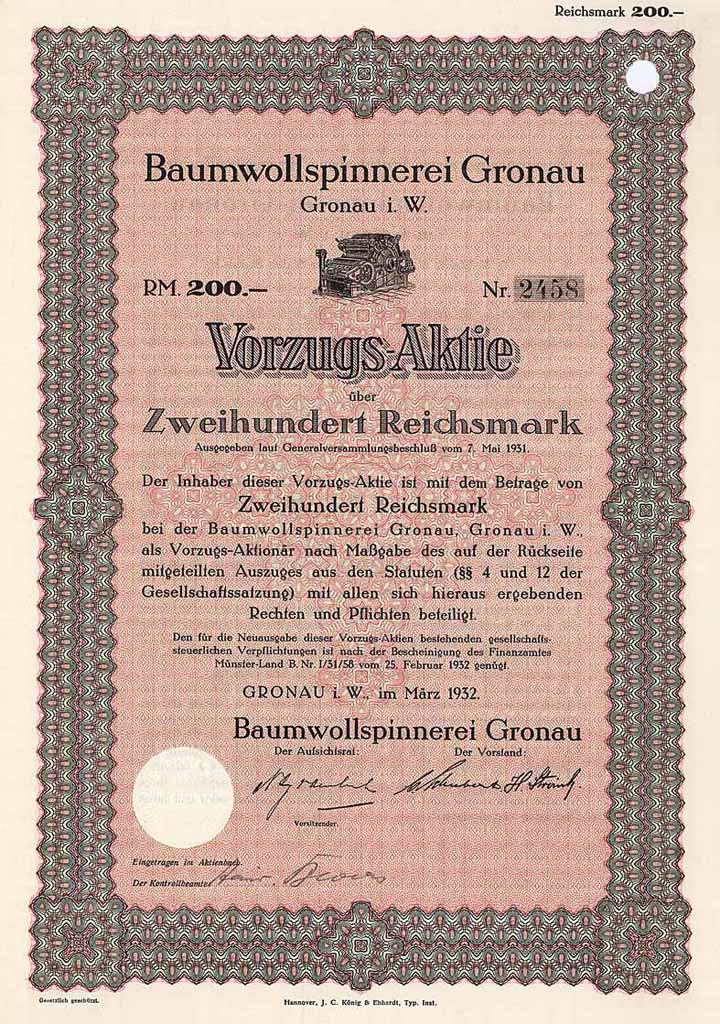 Reichsmark 200.—
Baumwollspinnerei Gronau
Gronau i. W.
RM. 200.— Nr. 2458
Vorzugs-Aktie
über
Zweihundert Reichsmark
Ausgegeben laut Generalversammlungsbeschluß vom 7. Mai 1931.
Der Inhaber dieser Vorzugs-Aktie ist mit dem Betrage von
Zweihundert Reichsmark
bei der Baumwollspinnerei Gronau, Gronau i. W.,
als Vorzugs-Aktionär nach Maßgabe des auf der Rückseite
mitgeteilten Auszuges aus den Statuten (§§ 4 und 12 der
Gesellschaftssatzung) mit allen sich hieraus ergebenden
Rechten und Pflichten beteiligt.
Den für die Neuausgabe dieser Vorzugs-Aktien bestehenden gesellschafts-
steuerlichen Verpflichtungen ist nach der Bescheinigung des Finanzamtes
Münster-Land B. Nr. I/31/58 vom 25. Februar 1932 genügt.
GRONAU i. W., im März 1932.
Baumwollspinnerei Gronau
Der Aufsichtsrat: Der Vorstand:
Vorsitzender.
Eingetragen im Aktienbuch.
Der Kontrollbeamte
Gesetzlich geschützt.
Hannover, J. C. König & Ebhardt, Typ. Inst.